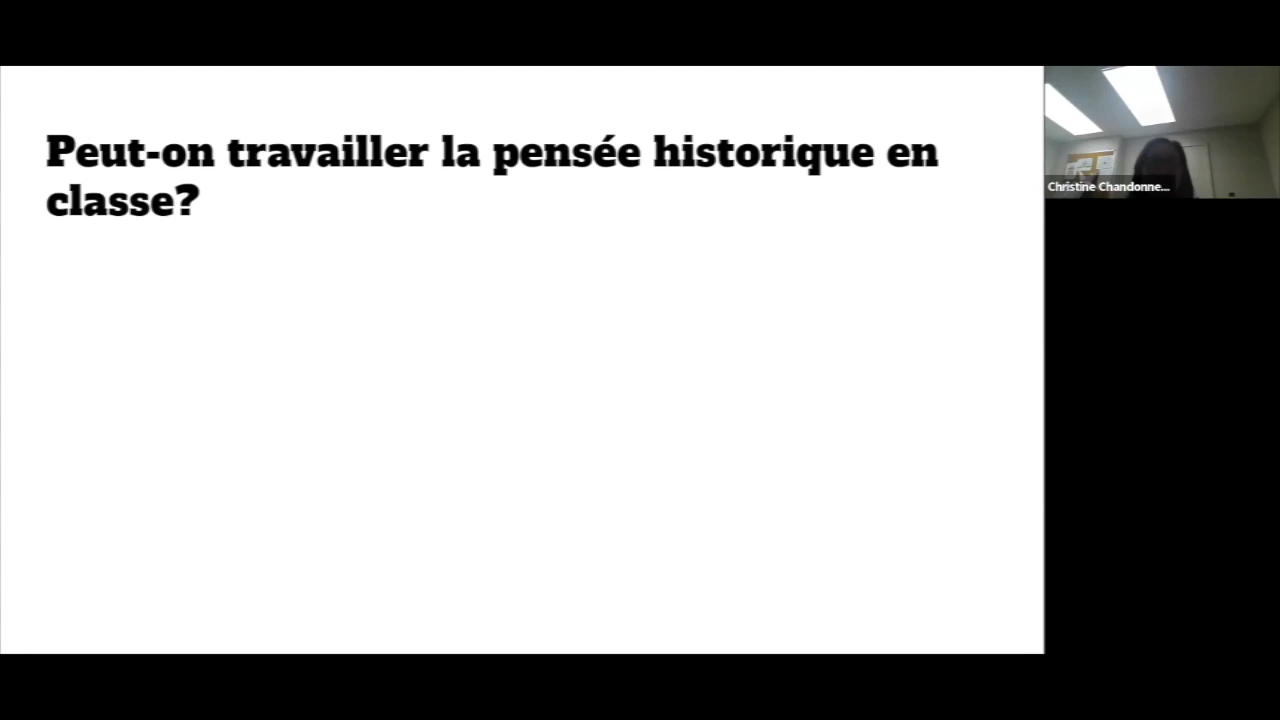 Peut-on travailler la pensée historique en
classe?
Christine Chandonne...